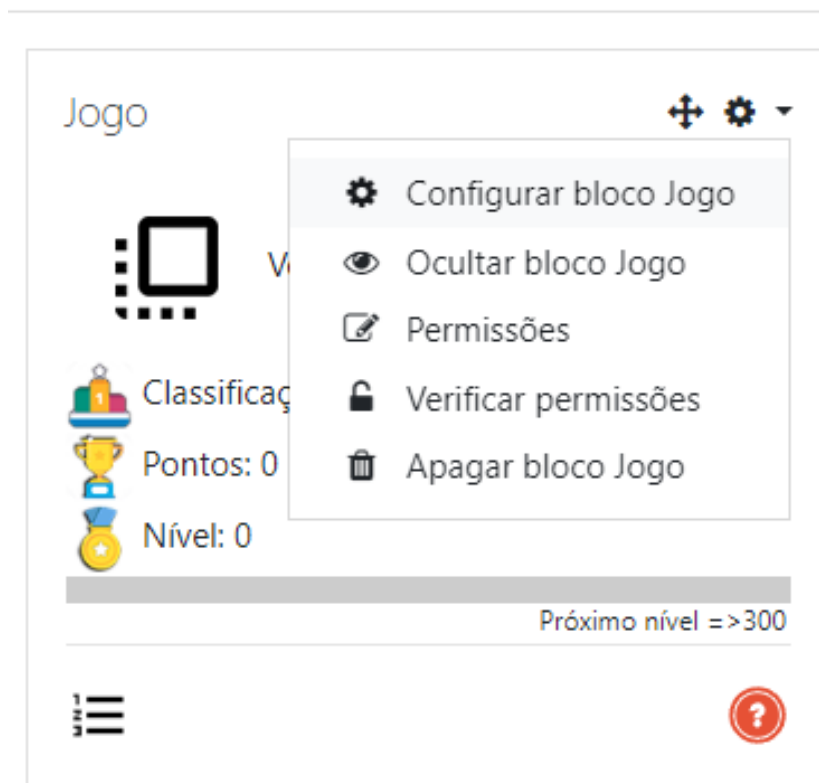 Jogo
Configurar bloco Jogo
Ocultar bloco Jogo
Permissões
Classificaç
Verificar permissões
Pontos: 0
Apagar bloco Jogo
Nível: 0
Próximo nível =>300